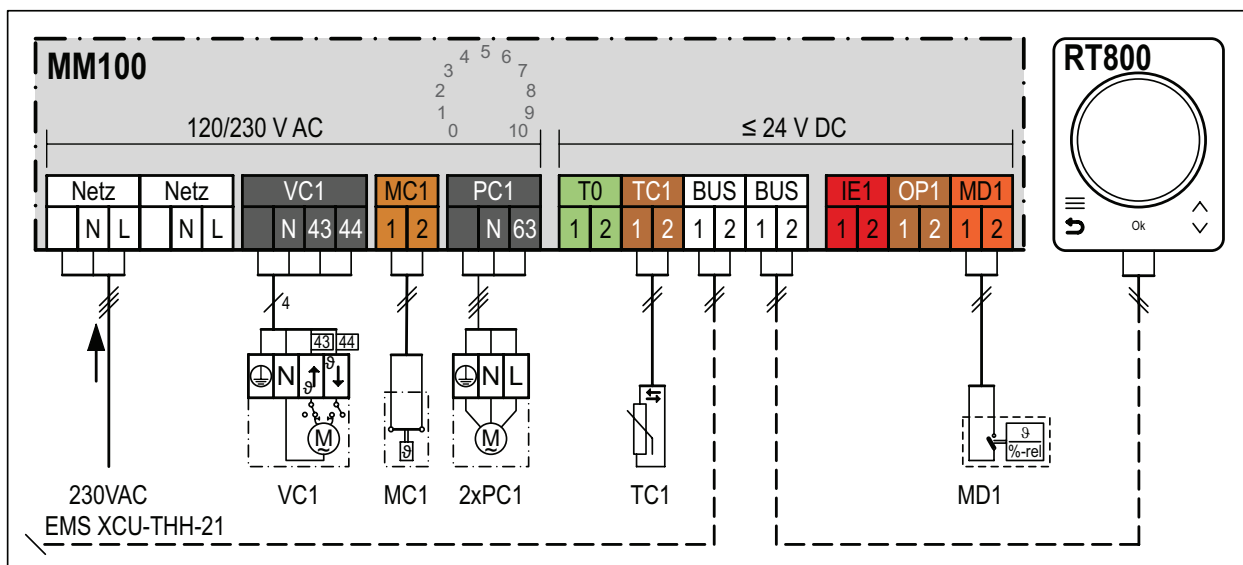 MM100
RT800
0 1 2 3 4 5 6 7 8 9 10
120/230 V AC
≤ 24 V DC
Netz Netz VC1 MC1 PC1 T0 TC1 BUS BUS IE1 OP1 MD1
N L N L N 43 44 1 2 N 63 1 2 1 2 1 2 1 2 1 2 1 2 1 2
Ok
4
43 44
N ϑ ϑ
N L
M ~
ϑ
M ~
ϑ
%-rel
230VAC
EMS XCU-THH-21
VC1
MC1
2xPC1
TC1
MD1